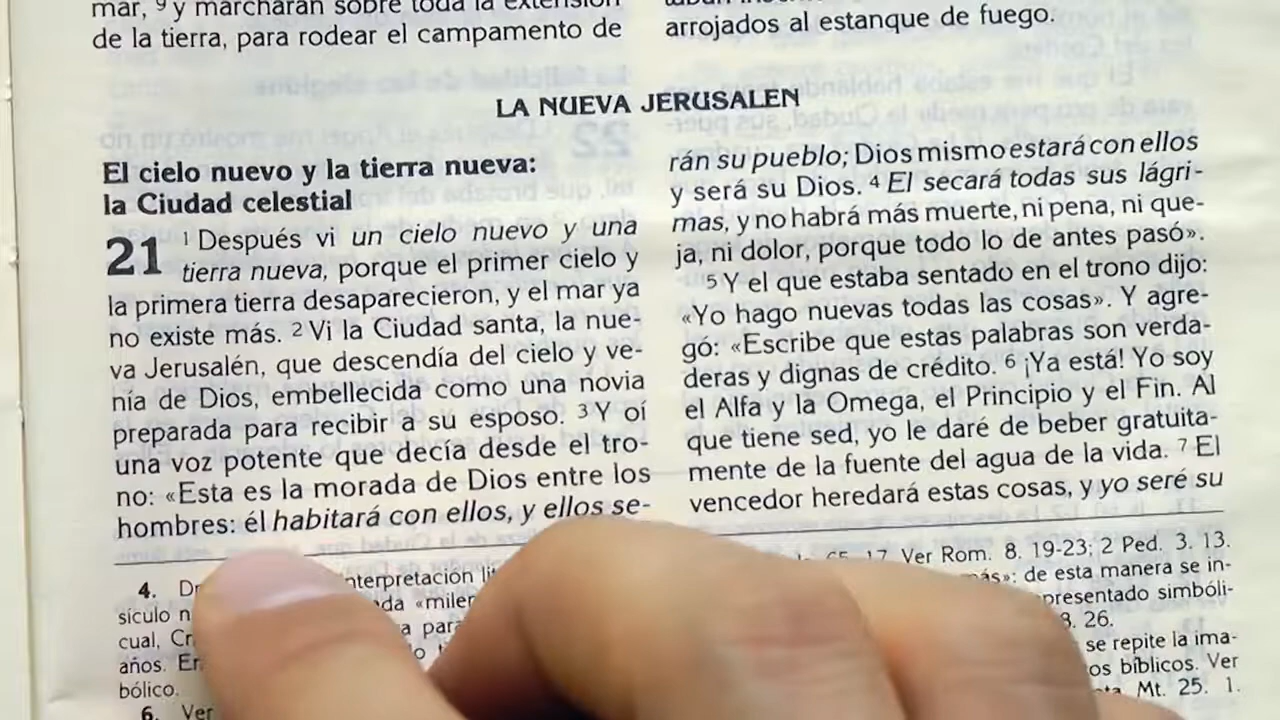 mar, 9 y marcharán sobre toda la extensión
de la tierra, para rodear el campamento de
arrojados al estanque de fuego.
LA NUEVA JERUSALEN
El cielo nuevo y la tierra nueva:
la Ciudad celestial
21 1 Después vi un cielo nuevo y una
tierra nueva, porque el primer cielo y
la primera tierra desaparecieron, y el mar ya
no existe más. 2 Vi la Ciudad santa, la nue-
va Jerusalén, que descendía del cielo y ve-
nía de Dios, embellecida como una novia
preparada para recibir a su esposo. 3 Y oí
una voz potente que decía desde el tro-
no: «Esta es la morada de Dios entre los
hombres: él habitará con ellos, y ellos se-
rán su pueblo; Dios mismo estará con ellos
y será su Dios. 4 El secará todas sus lágri-
mas, y no habrá más muerte, ni pena, ni que-
ja, ni dolor, porque todo lo de antes pasó».
5 Y el que estaba sentado en el trono dijo:
«Yo hago nuevas todas las cosas». Y agre-
gó: «Escribe que estas palabras son verda-
deras y dignas de crédito. 6 ¡Ya está! Yo soy
el Alfa y la Omega, el Principio y el Fin. Al
que tiene sed, yo le daré de beber gratuita-
mente de la fuente del agua de la vida. 7 El
vencedor heredará estas cosas, y yo seré su
4. nterpretación
sículo
cual,
años.
bólico.
6. Ver
65. 17. Ver Rom. 8. 19-23; 2 Ped. 3. 13.
de esta manera se in-
presentado simbóli-
8. 26.
se repite la ima-
bíblicos. Ver
Mt. 25. 1.